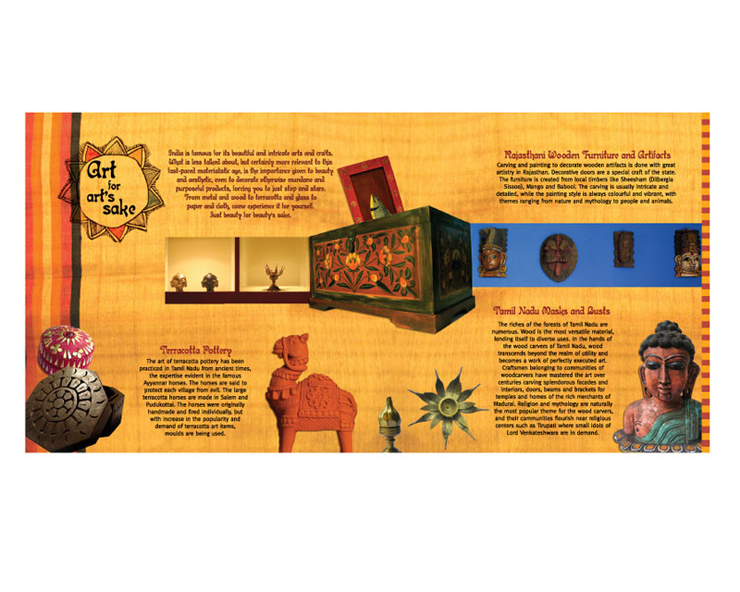 Art
for
art's
sake
India is famous for its beautiful and intricate arts and crafts.
What is less talked about, but certainly more relevant to this
fast-paced materialistic age, is the importance given to beauty
and aesthetic, even to decorate otherwise mundane and
purposeful products, forcing you to just stop and stare.
From metal and wood to terracotta and glass to
paper and cloth, come experience it for yourself.
Just beauty for beauty's sake.
Rajasthani Wooden Furniture and Artifacts
Carving and painting to decorate wooden artifacts is done with great
artistry in Rajasthan. Decorative doors are a special craft of the state.
The furniture is created from local timbers like Sheesham (Dilbergia
Sissoo), Mango and Babool. The carving is usually intricate and
detailed, while the painting style is always colourful and vibrant, with
themes ranging from nature and mythology to people and animals.
Tamil Nadu Masks and Busts
The riches of the forests of Tamil Nadu are
numerous. Wood is the most versatile material,
lending itself to diverse uses. In the hands of
the wood carvers of Tamil Nadu, wood
transcends beyond the realm of utility and
becomes a work of perfectly executed art.
Craftsmen belonging to communities of
woodcarvers have mastered the art over
centuries carving splendorous facades and
interiors, doors, beams and brackets for
temples and homes of the rich merchants of
Madurai. Religion and mythology are naturally
the most popular theme for the wood carvers,
and their communities flourish near religious
centers such as Tirupati where small idols of
Lord Venkateshwara are in demand.
Terracotta Pottery
The art of terracotta pottery has been
practiced in Tamil Nadu from ancient times,
the expertise evident in the famous
Ayyannar horses. The horses are said to
protect each village from evil. The large
terracotta horses are made in Salem and
Pudukottai. The horses were originally
handmade and fired individually, but
with increase in the popularity and
demand of terracotta art items,
moulds are being used.